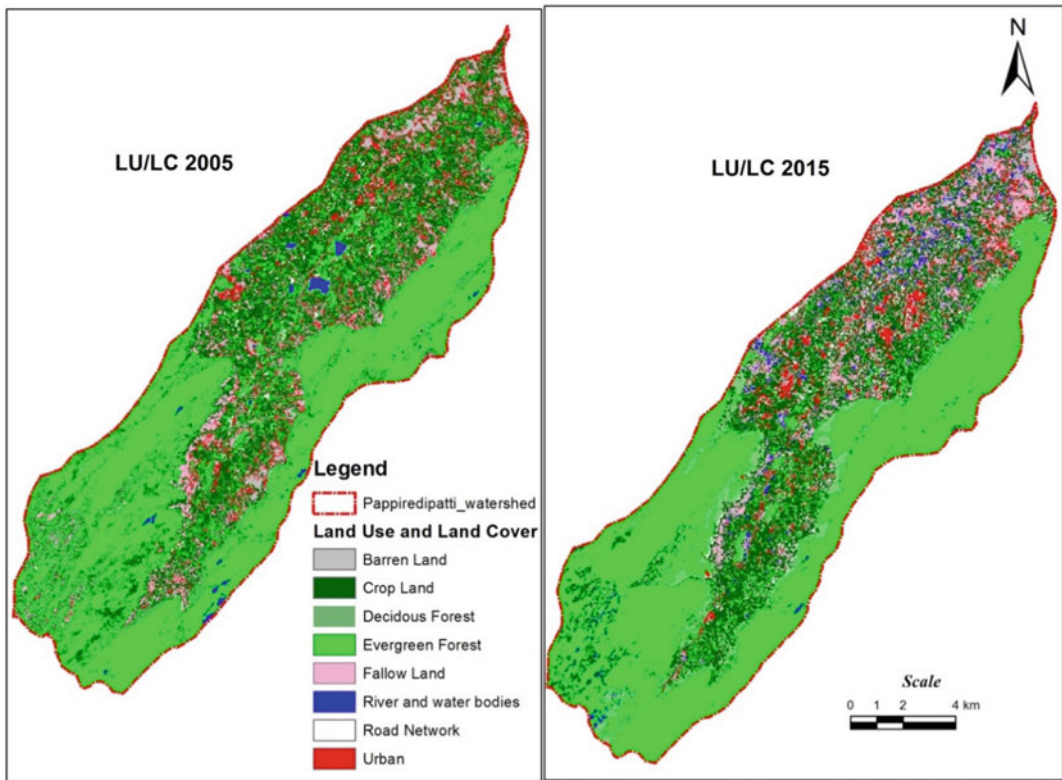 LU/LC 2005
Legend
Pappiredipatti_watershed
Land Use and Land Cover
Barren Land
Crop Land
Decidous Forest
Evergreen Forest
Fallow Land
River and water bodies
Road Network
Urban
N
LU/LC 2015
Scale
0 1 2 4 km